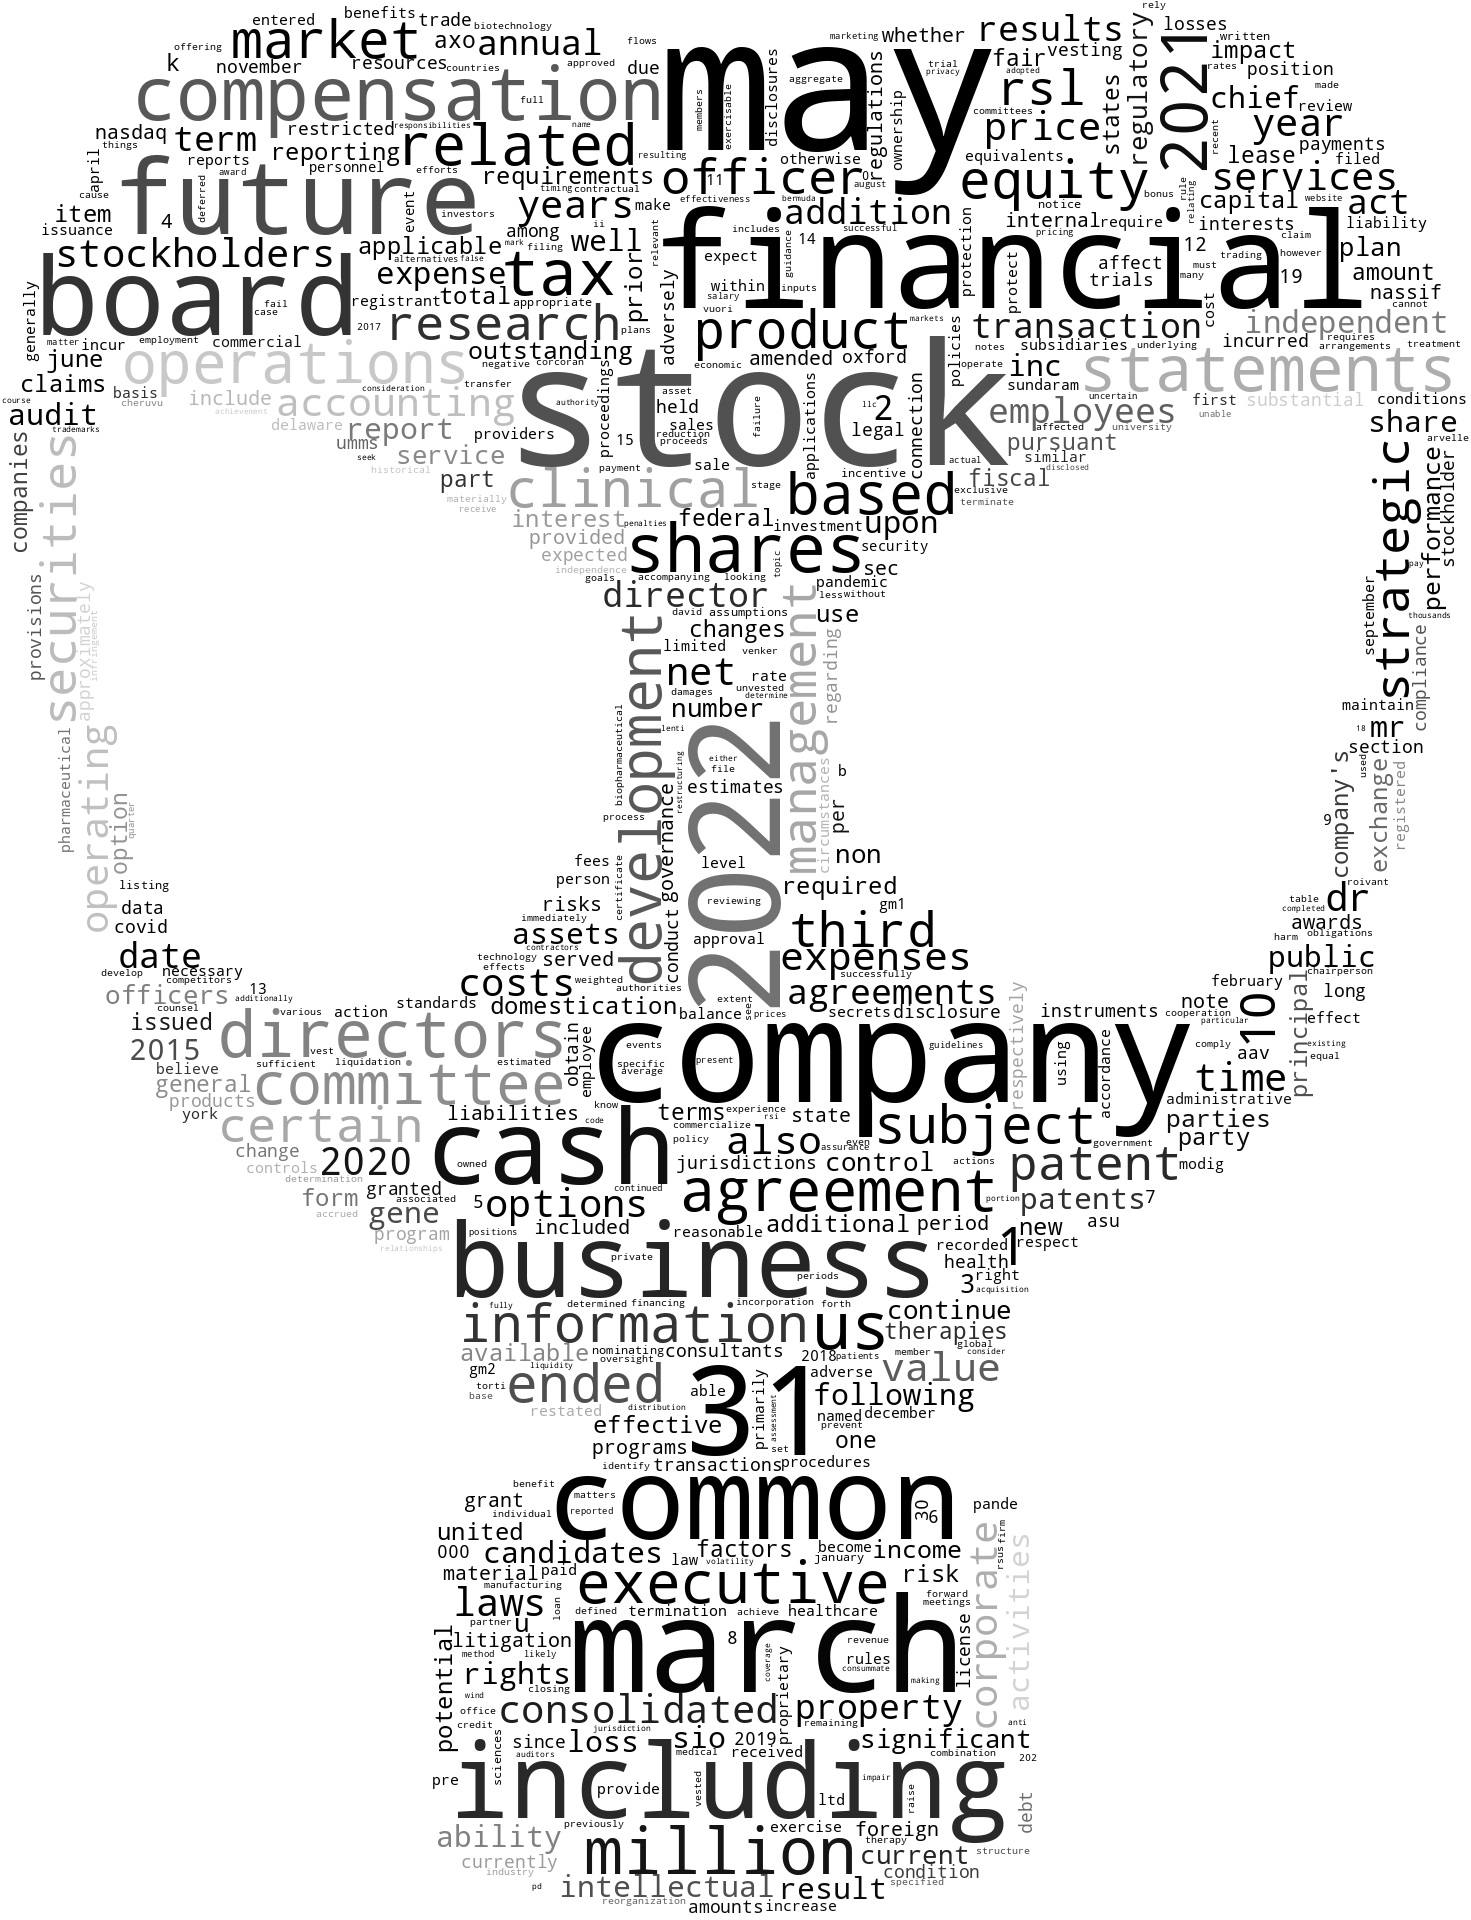 entered benefits trade biotechnology
market axo annual
offering k november resources countries approved flows due
compensation full
may
marketing whether results regulatory 2021 losses rely written
trial privacy adopted fair vesting impact
aggregate members exercisable disclosures regulations
rsl states rates position made
committees price chief review
nasdaq things term restricted responsibilities name
reports reporting related resulting
april cause award personnel efforts requirements
future deferred event investors timing contractual
officer 11 otherwise 0 august ownership equivalents
equity bonus rule relating recent year
lease payments filed services
item issuance 4 years make effectiveness bermuda
addition notice internal require capital website act
stockholders applicable among ii well relevant
mark filing alternatives false
includes 14 successful guidance pricing interests claim liability
financial
board expense tax prior adversely expect within salary vuori inputs
protection protect affect trials 12 trading must many however 19 plan amount nassif cannot
generally fail case registrant total appropriate
2017 research plans
product markets policies transaction cost independent
matter incur employment commercial outstanding
june operations negative corcoran
economic amended oxford notes subsidiaries underlying incurred requires arrangements treatment
operate inc sundaram statements
claims basis cheruvu include consideration transfer
course audit trademarks achievement accounting authority
delaware report stock
asset held sales reduction proceeds failure llc 2 legal
employees uncertain affected university first unable substantial conditions
share arvelle
umms seek service providers proceedings 15
applications connection actual pursuant similar disclosed
historical part payment sale stage incentive fiscal
companies securities materially receive clinical based exclusive terminate
interest penalties federal investment upon
strategic performance stockholder
provided expected independence shares topic security sec
goals accompanying looking pandemic
provisions approximately infringement director david assumptions less without use
pay thousands september compliance
changes limited venker regarding
development net rate unvested damages determine management
number maintain
operating pharmaceutical option quarter
biopharmaceutical lenti restructuring 2022 either file estimates
b per circumstances
18 mr section used company's exchange registered 9
process governance
fees person level non required
listing data covid risks certificate reviewing gm1
immediately assets contractors conduct approval third
roivant dr table completed awards harm obligations
date technology effects served expenses public chairperson
develop necessary competitors costs weighted authorities successfully
officers 13 additionally standards domestication extent agreements february principal long
counsel various action balance see prices secrets disclosure respectively instruments note cooperation particular 10 effect
issued 2015 directors obtain employee events company guidelines
vest liquidation estimated specific average present using accordance comply aav existing equal
believe sufficient general committee
products know time administrative
york certain liabilities code terms experience rsi state subject parties
commercialize policy also even assurance government party
change 2020 cash owned jurisdictions control actions patent modig
controls determination continued agreement portion
form granted associated 5 options patents 7
accrued gene included reasonable additional period new asu
program relationships positions private recorded 1 respect
business periods health right
3 acquisition
fully determined financing incorporation forth continue
information us therapies
available nominating oversight consultants 2018 patients member global consider
gm2 liquidity adverse value
torti base ended able 31 following
restated distribution primarily assessment named december
effective prevent one
programs set
identify transactions procedures
benefit common
grant matters 30 6 pande
individual reported
united factors become income corporate rsus firm activities
000 candidates law volatility january
material paid executive risk
manufacturing forward
laws loan defined termination achieve healthcare meetings
partner u march license
litigation 8 revenue
potential method likely coverage proprietary rules consummate
rights closing making
wind consolidated property
office credit jurisdiction remaining anti
since loss sio 2019 significant
sciences auditors medical received combination 202
pre including
provide vested ltd impair raise debt
previously exercise foreign
ability million therapy structure
currently industry current condition
pd intellectual result specified
reorganization amounts increase